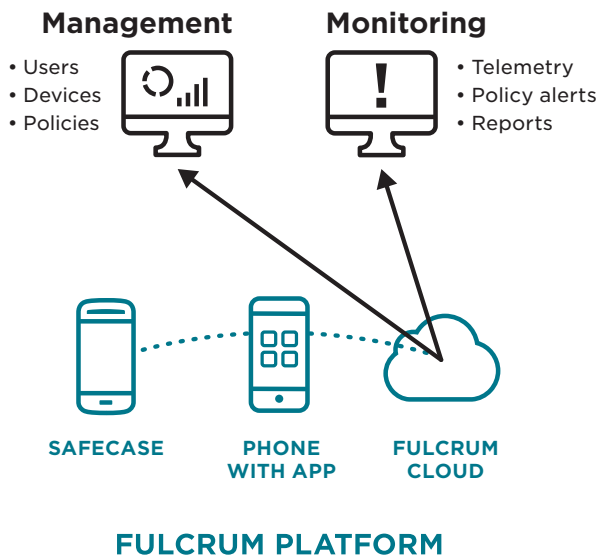 Management
• Users
• Devices
• Policies
Monitoring
!
• Telemetry
• Policy alerts
• Reports
SAFECASE
PHONE
WITH APP
FULCRUM
CLOUD
FULCRUM PLATFORM